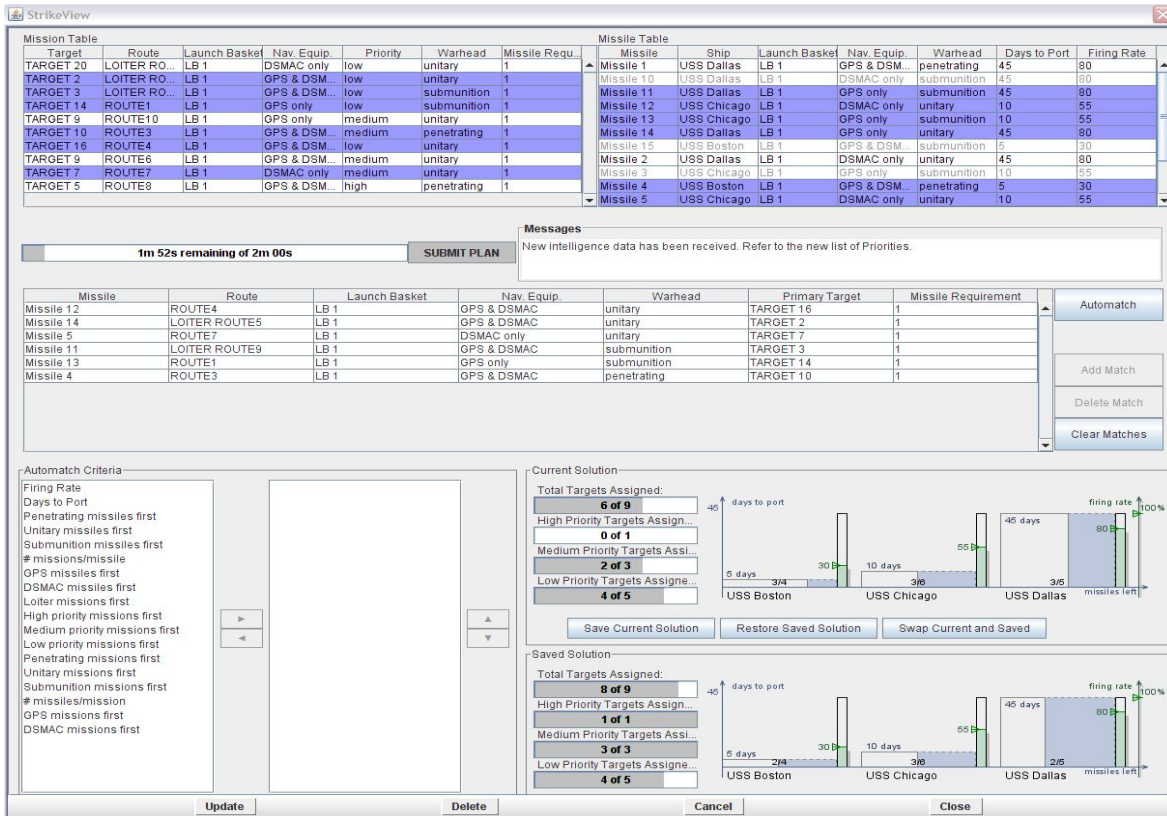 StrikeView
Mission Table
Target Route Launch Basket Nav. Equip. Priority Warhead Missile Requ...
TARGET 20 LOITER RO... LB 1 DSMAC only low unitary 1
TARGET 2 LOITER RO... LB 1 GPS & DSM... low unitary 1
TARGET 3 LOITER RO... LB 1 GPS & DSM... low submunition 1
TARGET 14 ROUTE1 LB 1 GPS only low submunition 1
TARGET 9 ROUTE10 LB 1 GPS only medium unitary 1
TARGET 10 ROUTE3 LB 1 GPS & DSM... medium penetrating 1
TARGET 16 ROUTE4 LB 1 GPS & DSM... low unitary 1
TARGET 9 ROUTE6 LB 1 GPS & DSM... medium unitary 1
TARGET 7 ROUTE7 LB 1 DSMAC only medium unitary 1
TARGET 5 ROUTE8 LB 1 GPS & DSM... high penetrating 1
Missile Table
Missile Ship Launch Basket Nav. Equip. Warhead Days to Port Firing Rate
Missile 1 USS Dallas LB 1 GPS & DSM... penetrating 45 80
Missile 10 USS Dallas LB 1 DSMAC only submunition 45 80
Missile 11 USS Dallas LB 1 GPS only submunition 45 80
Missile 12 USS Chicago LB 1 DSMAC only unitary 10 55
Missile 13 USS Chicago LB 1 GPS only submunition 10 55
Missile 14 USS Dallas LB 1 GPS only unitary 45 80
Missile 15 USS Boston LB 1 GPS & DSM... submunition 5 30
Missile 2 USS Dallas LB 1 DSMAC only unitary 45 80
Missile 3 USS Chicago LB 1 GPS only submunition 10 55
Missile 4 USS Boston LB 1 GPS & DSM... penetrating 5 30
Missile 5 USS Chicago LB 1 DSMAC only unitary 10 55
1m 52s remaining of 2m 00s
SUBMIT PLAN
Messages
New intelligence data has been received. Refer to the new list of Priorities.
Missile Route Launch Basket Nav. Equip. Warhead Primary Target Missile Requirement
Missile 12 ROUTE4 LB 1 GPS & DSMAC unitary TARGET 16 1
Missile 14 LOITER ROUTE5 LB 1 GPS & DSMAC unitary TARGET 2 1
Missile 5 ROUTE7 LB 1 DSMAC only unitary TARGET 7 1
Missile 11 LOITER ROUTE9 LB 1 GPS & DSMAC submunition TARGET 3 1
Missile 13 ROUTE1 LB 1 GPS only submunition TARGET 14 1
Missile 4 ROUTE3 LB 1 GPS & DSMAC penetrating TARGET 10 1
Automatch
Add Match
Delete Match
Clear Matches
Automatch Criteria
Firing Rate
Days to Port
Penetrating missiles first
Unitary missiles first
Submunition missiles first
# missions/missile
GPS missiles first
DSMAC missiles first
Loiter missions first
High priority missions first
Medium priority missions first
Low priority missions first
Penetrating missions first
Unitary missions first
Submunition missions first
# missiles/mission
GPS missions first
DSMAC missions first
Current Solution
Total Targets Assigned:
6 of 9
High Priority Targets Assign...
0 of 1
Medium Priority Targets Assi...
2 of 3
Low Priority Targets Assigne...
4 of 5
45 days to port firing rate 100%
5 days 30 3/4 USS Boston
10 days 55 3/6 USS Chicago
45 days 80 3/5 USS Dallas
missiles left
Save Current Solution
Restore Saved Solution
Swap Current and Saved
Saved Solution
Total Targets Assigned:
8 of 9
High Priority Targets Assign...
1 of 1
Medium Priority Targets Assi...
3 of 3
Low Priority Targets Assigne...
4 of 5
45 days to port firing rate 100%
5 days 30 2/4 USS Boston
10 days 55 3/6 USS Chicago
45 days 80 2/5 USS Dallas
missiles left
Update Delete Cancel Close